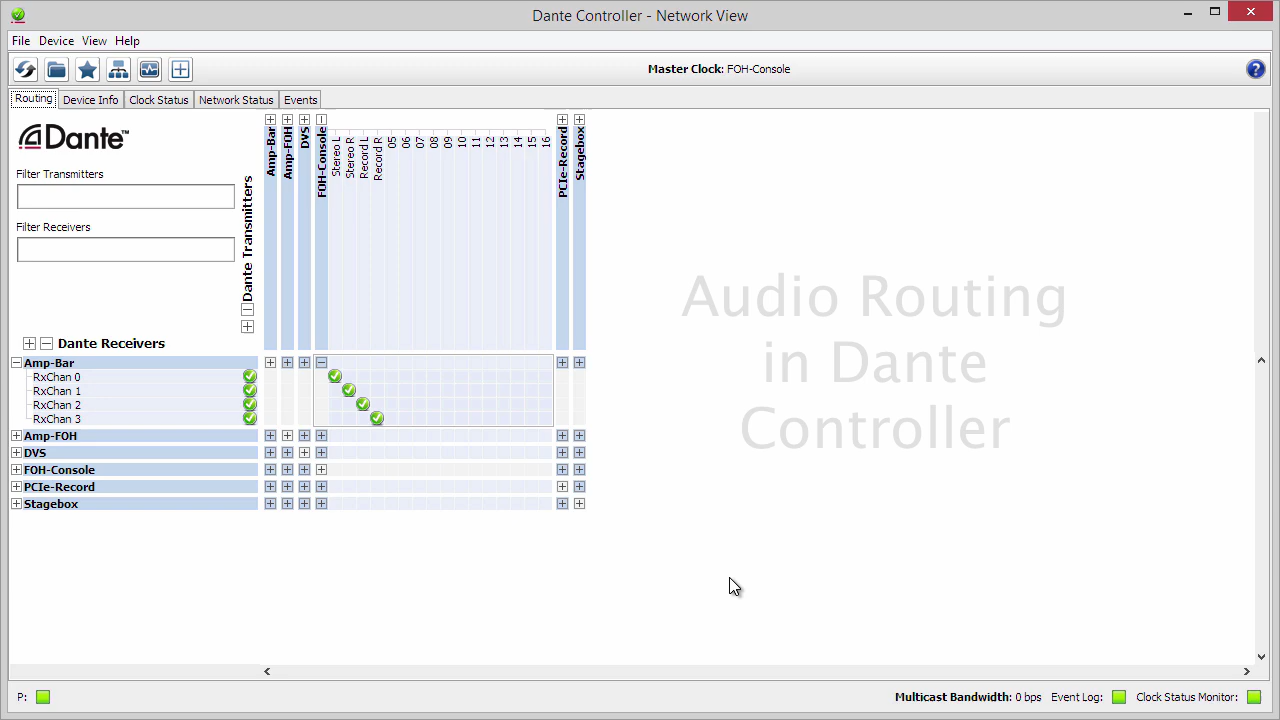 Dante Controller - Network View
File Device View Help
Master Clock: FOH-Console
?
Routing Device Info Clock Status Network Status Events
Dante™
Filter Transmitters
Filter Receivers
Dante Transmitters
Amp-Bar
Amp-FOH
DVS
FOH-Console
Stereo L
Stereo R
Record L
Record R
05
06
07
08
09
10
11
12
13
14
15
16
PCIe-Record
Stagebox
Audio Routing
in Dante
Controller
Dante Receivers
Amp-Bar
RxChan 0
RxChan 1
RxChan 2
RxChan 3
Amp-FOH
DVS
FOH-Console
PCIe-Record
Stagebox
P: Multicast Bandwidth: 0 bps Event Log: Clock Status Monitor: